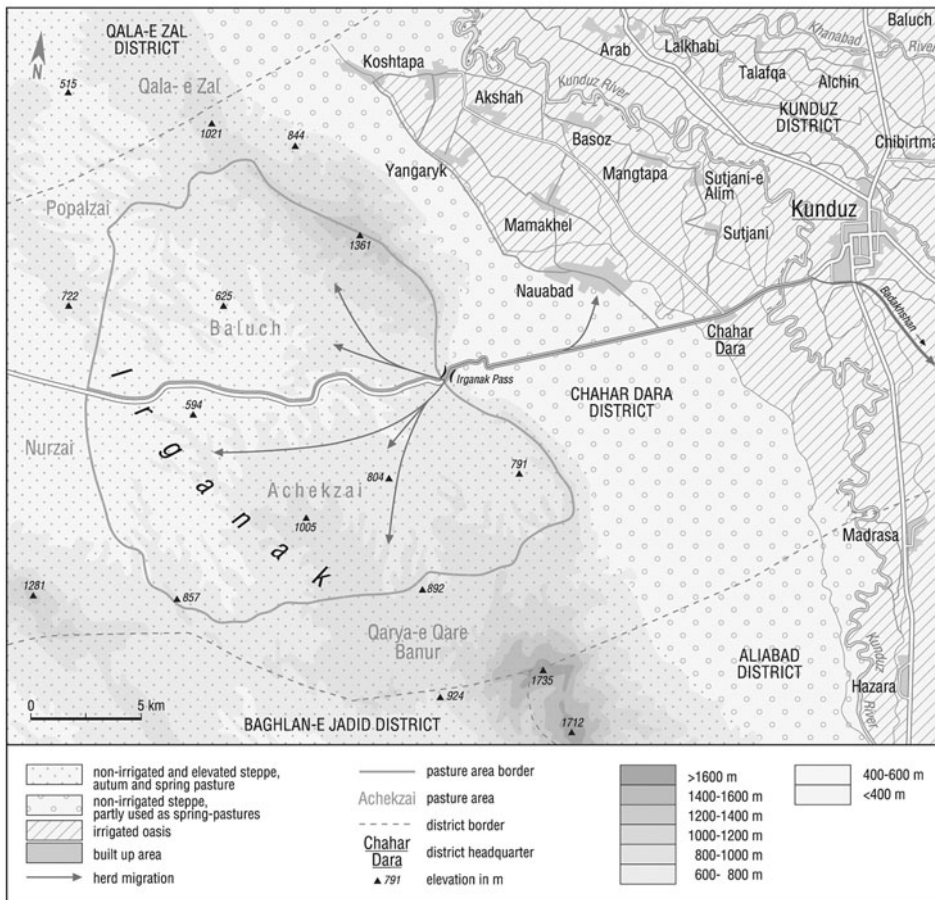 QALA-E ZAL
DISTRICT
N
515
Qala- e Zal
1021
844
Koshtapa
Akshah
Yangaryk
Basoz
Mangtapa
Mamakhel
Nauabad
Kunduz River
Arab
Lalkhabi
Talafqa
Alchin
Khanabad
River
Baluch
KUNDUZ
DISTRICT
Chibirtma
Sutjani-e
Alim
Sutjani
Kunduz
Badakhshan
Popalzai
1361
722
625
Baluch
Irganak Pass
Chahar
Dara
CHAHAR DARA
DISTRICT
Irganak
594
Nurzai
804
791
Achekzai
1005
Madrasa
1281
857
892
Qarya-e Qare
Banur
1735
924
1712
ALIABAD
DISTRICT
Kunduz
River
Hazara
0 5 km
BAGHLAN-E JADID DISTRICT
non-irrigated and elevated steppe,
autum and spring pasture
non-irrigated steppe,
partly used as spring-pastures
irrigated oasis
built up area
herd migration
pasture area border
Achekzai pasture area
district border
Chahar
Dara
district headquarter
791 elevation in m
>1600 m
1400-1600 m
1200-1400 m
1000-1200 m
800-1000 m
600- 800 m
400-600 m
<400 m